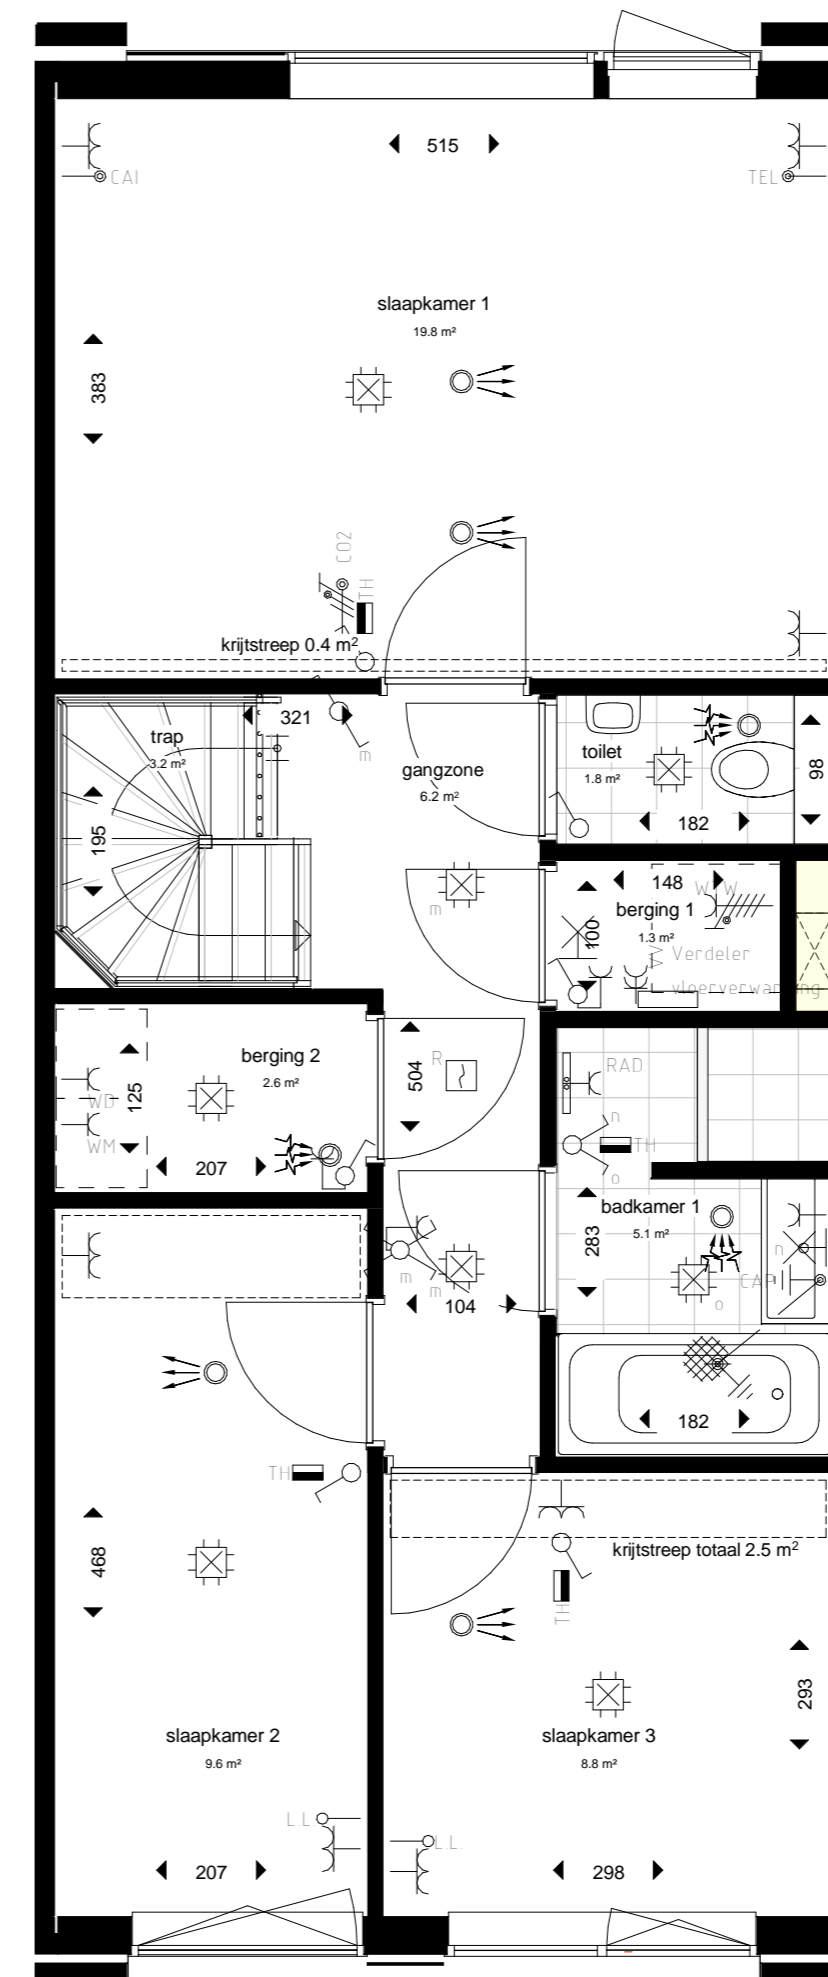 515
CAI
TEL
slaapkamer 1
19.8 m²
383
CO2
TH
krijtstreep 0.4 m²
321
trap
3.2 m²
m
gangzone
6.2 m²
toilet
1.8 m²
98
182
195
148
W W
berging 1
1.3 m²
100
m
Verdeler
vloerverwarming
berging 2
2.6 m²
504
R
RAD
WD
125
WM
207
n
TH
o
badkamer 1
5.1 m²
283
n
CAP
o
m
m
104
182
TH
468
krijtstreep totaal 2.5 m²
TH
293
slaapkamer 2
9.6 m²
slaapkamer 3
8.8 m²
L.L.
L.L.
207
298